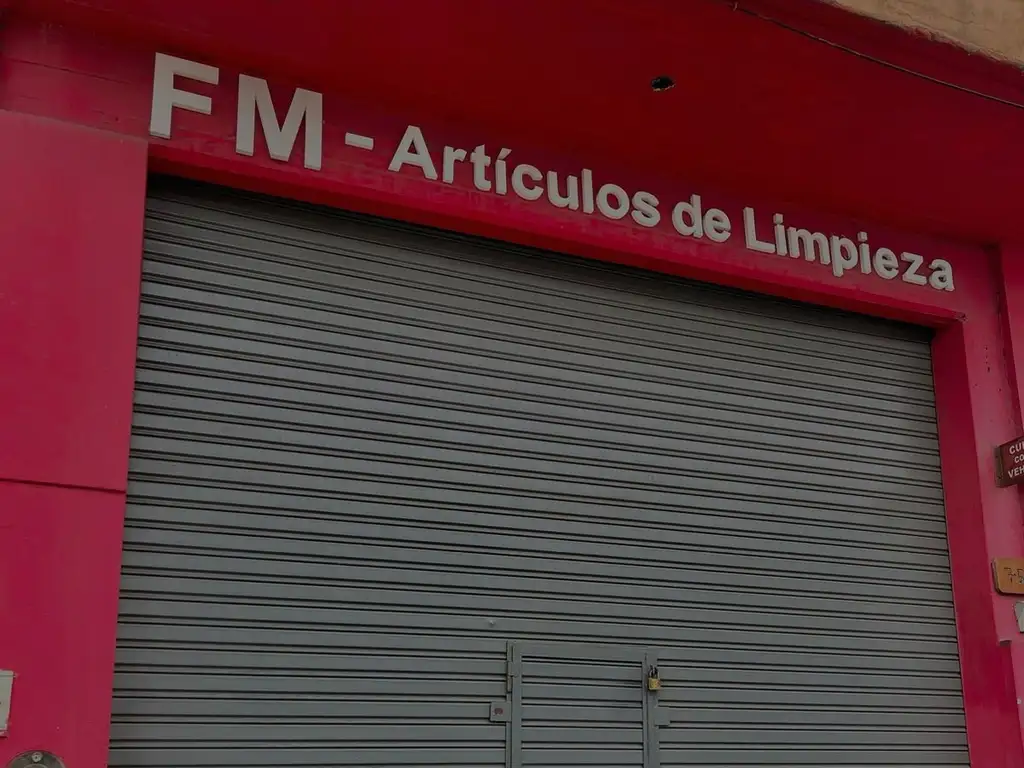 FM - Artículos de Limpieza